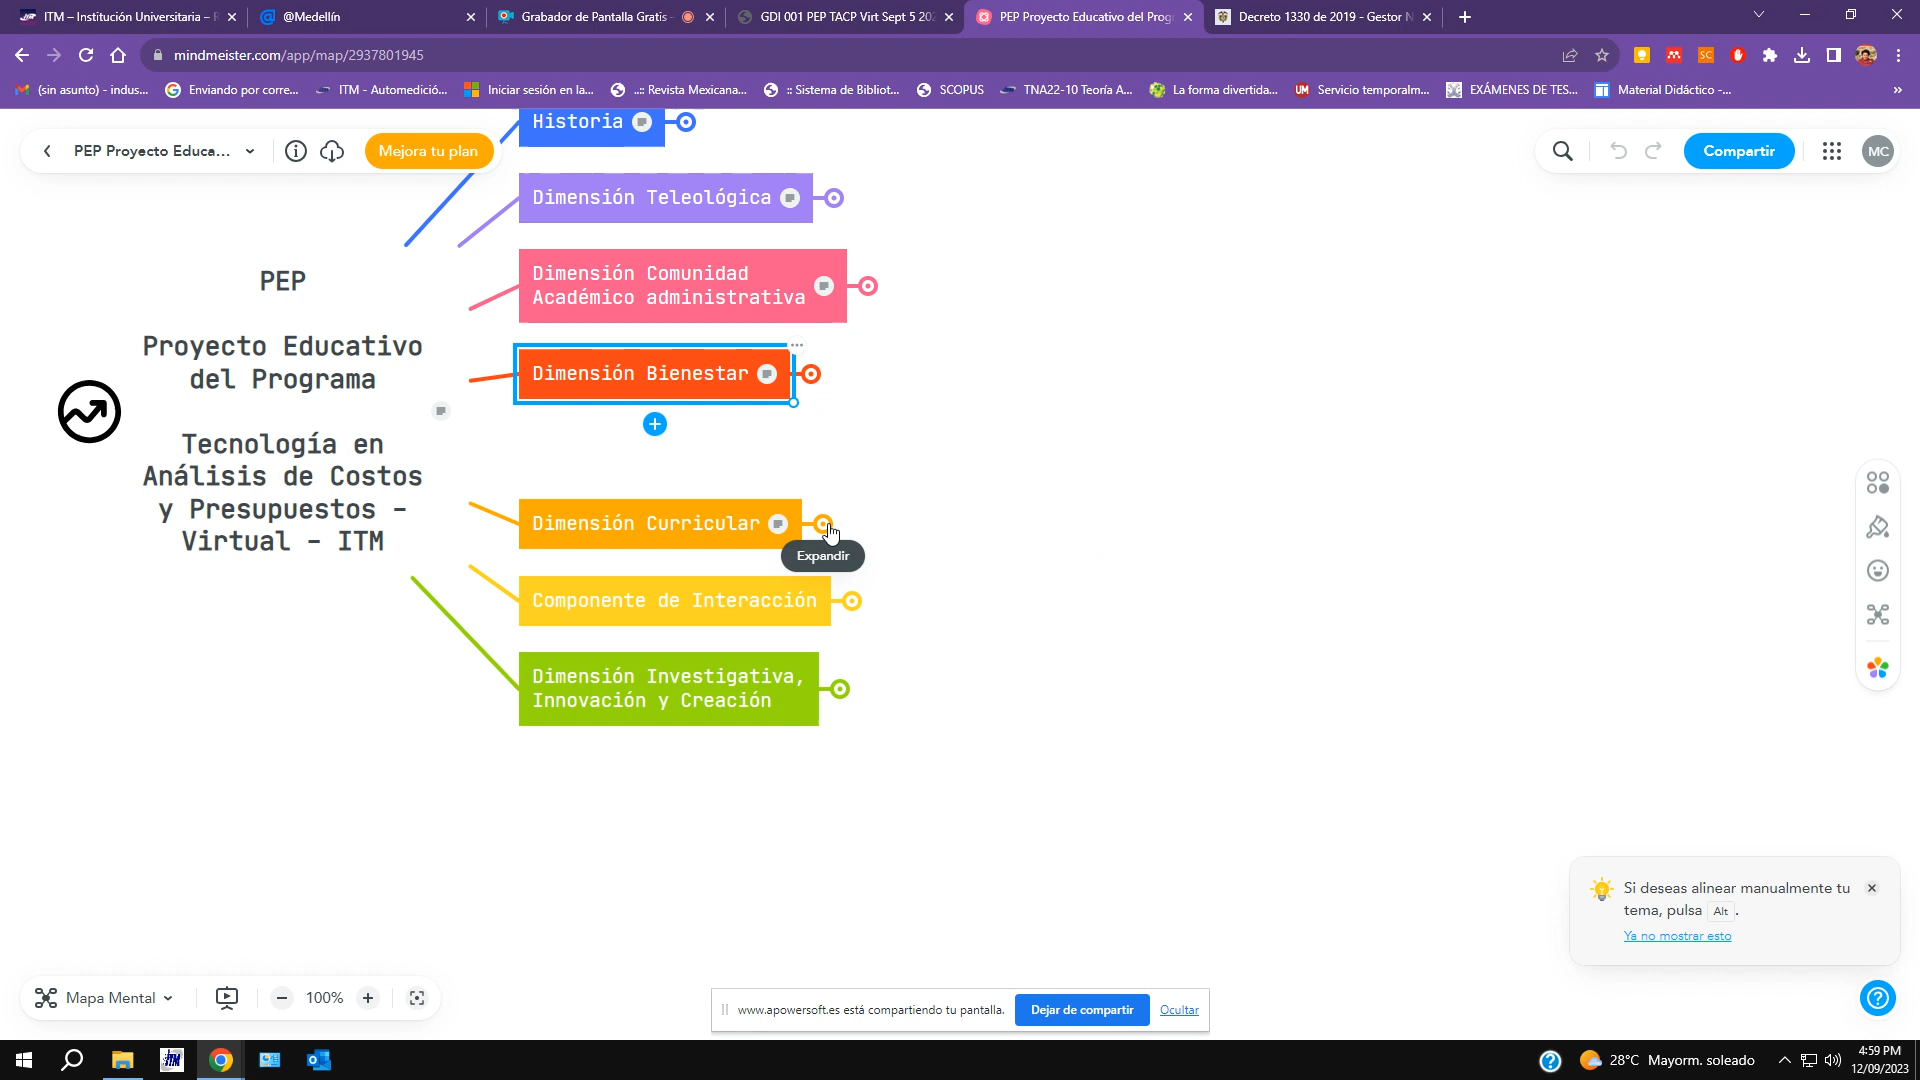 ITM – Institución Universitaria – R
@Medellín
Grabador de Pantalla Gratis
GDI 001 PEP TACP Virt Sept 5 202
PEP Proyecto Educativo del Prog
Decreto 1330 de 2019 - Gestor N
mindmeister.com/app/map/2937801945
(sin asunto) - indus...
Enviando por corre...
ITM - Automedició...
Iniciar sesión en la...
..:: Revista Mexicana...
:: Sistema de Bibliot...
SCOPUS
TNA22-10 Teoría A...
La forma divertida...
UM Servicio temporalm...
EXÁMENES DE TES...
Material Didáctico -...
PEP Proyecto Educa...
Mejora tu plan
Compartir
MC
Historia
Dimensión Teleológica
Dimensión Comunidad
Académico administrativa
Dimensión Bienestar
PEP
Proyecto Educativo
del Programa
Tecnología en
Análisis de Costos
y Presupuestos –
Virtual – ITM
Dimensión Curricular
Expandir
Componente de Interacción
Dimensión Investigativa,
Innovación y Creación
Si deseas alinear manualmente tu
tema, pulsa Alt .
Ya no mostrar esto
Mapa Mental
100%
www.apowersoft.es está compartiendo tu pantalla.
Dejar de compartir
Ocultar
ITM
28°C Mayorm. soleado
4:59 PM
12/09/2023